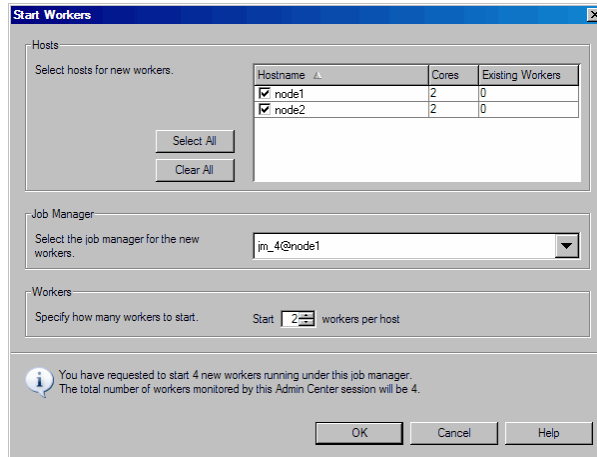 Start Workers
Hosts
Select hosts for new workers.
Hostname Cores Existing Workers
node1 2 0
node2 2 0
Select All
Clear All
Job Manager
Select the job manager for the new
workers.
jm_4@node1
Workers
Specify how many workers to start.
Start 2 workers per host
You have requested to start 4 new workers running under this job manager.
The total number of workers monitored by this Admin Center session will be 4.
OK Cancel Help